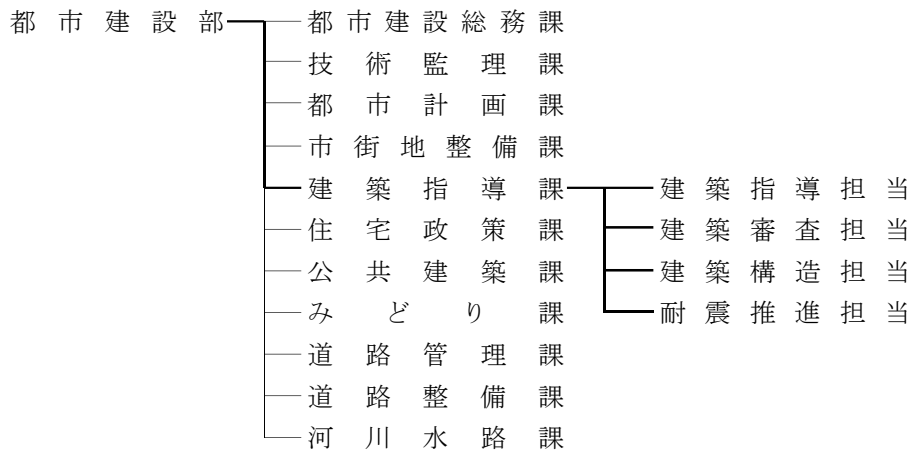 都市建設部 都市建設総務課
技術監理課
都市計画課
市街地整備課
建築指導課 建築指導担当
住宅政策課 建築審査担当
公共建築課 建築構造担当
みどり課 耐震推進担当
道路管理課
道路整備課
河川水路課